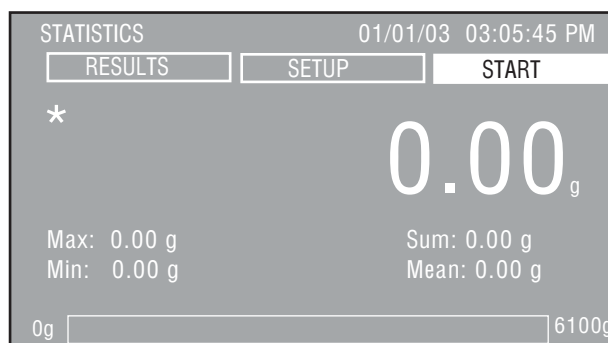 STATISTICS 01/01/03 03:05:45 PM
RESULTS SETUP START
*
0.00 g
Max: 0.00 g Sum: 0.00 g
Min: 0.00 g Mean: 0.00 g
0g 6100g